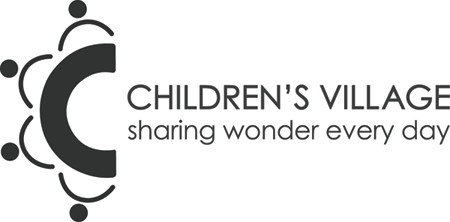 CHILDREN'S VILLAGE
sharing wonder every day